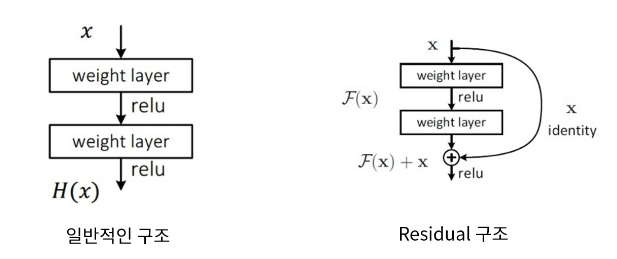 x
weight layer
relu
weight layer
relu
H(x)
일반적인 구조
x
weight layer
relu
F(x)
weight layer
x
identity
F(x) + x
+
relu
Residual 구조